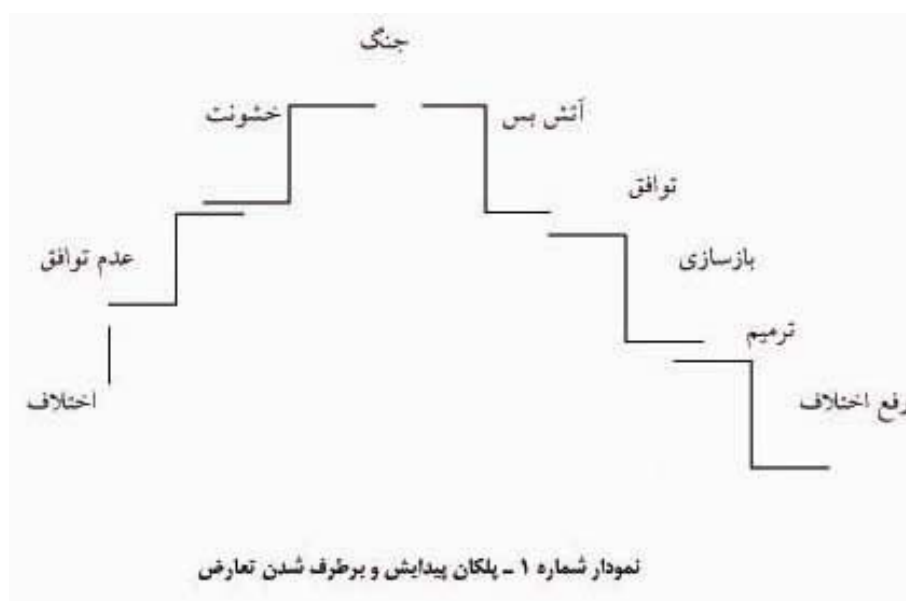 جنگ
خشونت
آتش بس
توافق
عدم توافق
بازسازی
ترمیم
اختلاف
رفع اختلاف
نمودار شماره ۱ ـ پلکان پیدایش و برطرف شدن تعارض